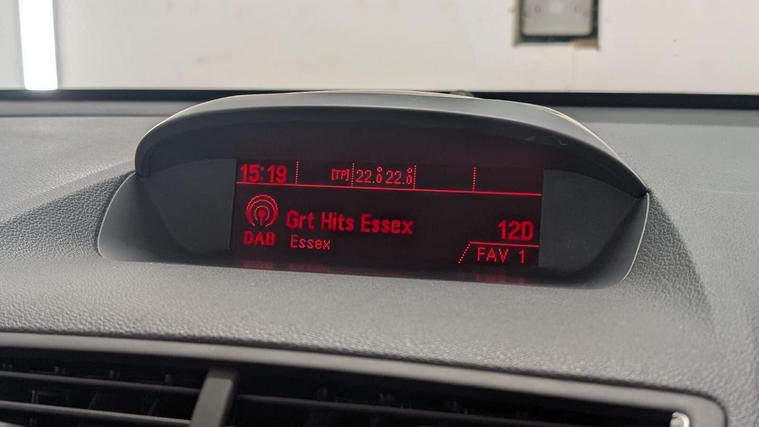 15:19 [TP] 22.0° 22.0°
Grt Hits Essex 12D
DAB Essex FAV 1